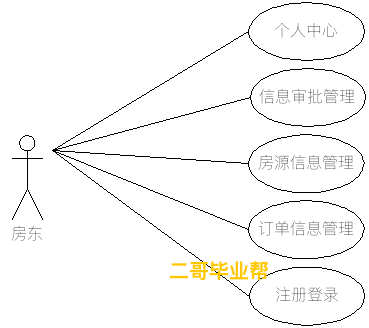 个人中心
信息审批管理
房源信息管理
房东
订单信息管理
二哥毕业帮
注册登录